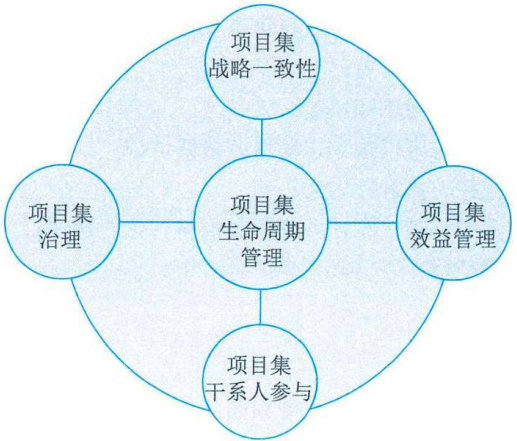 项目集
战略一致性
项目集
治理
项目集
生命周期
管理
项目集
效益管理
项目集
干系人参与